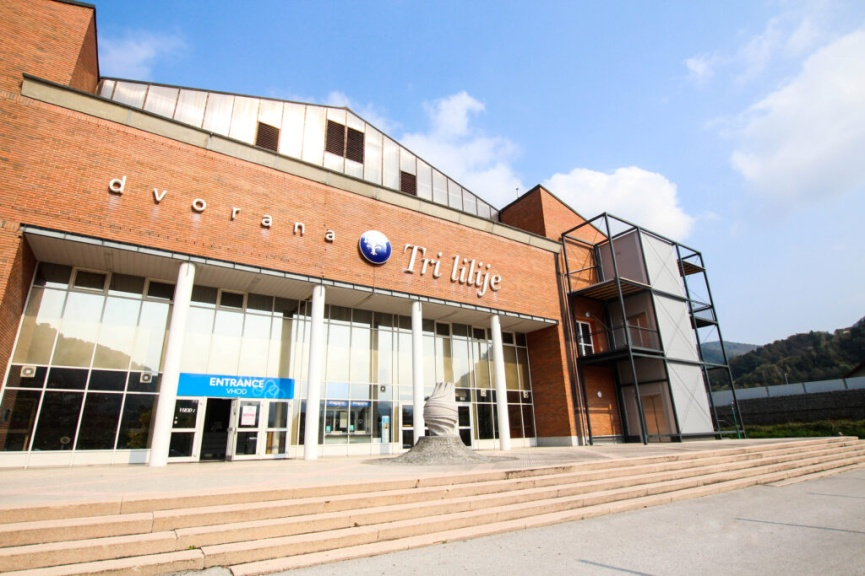 dvorana Tri lilije
ENTRANCE
VHOD